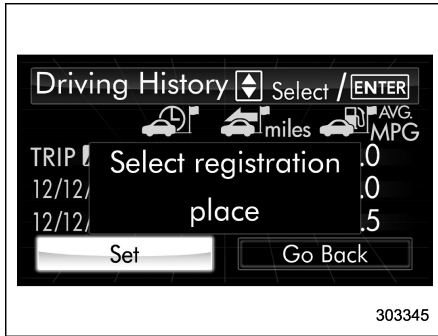 Driving History Select / ENTER
miles AVG. MPG
TRIP .0
12/12/ .0
12/12/ .5
Select registration
place
Set Go Back
303345